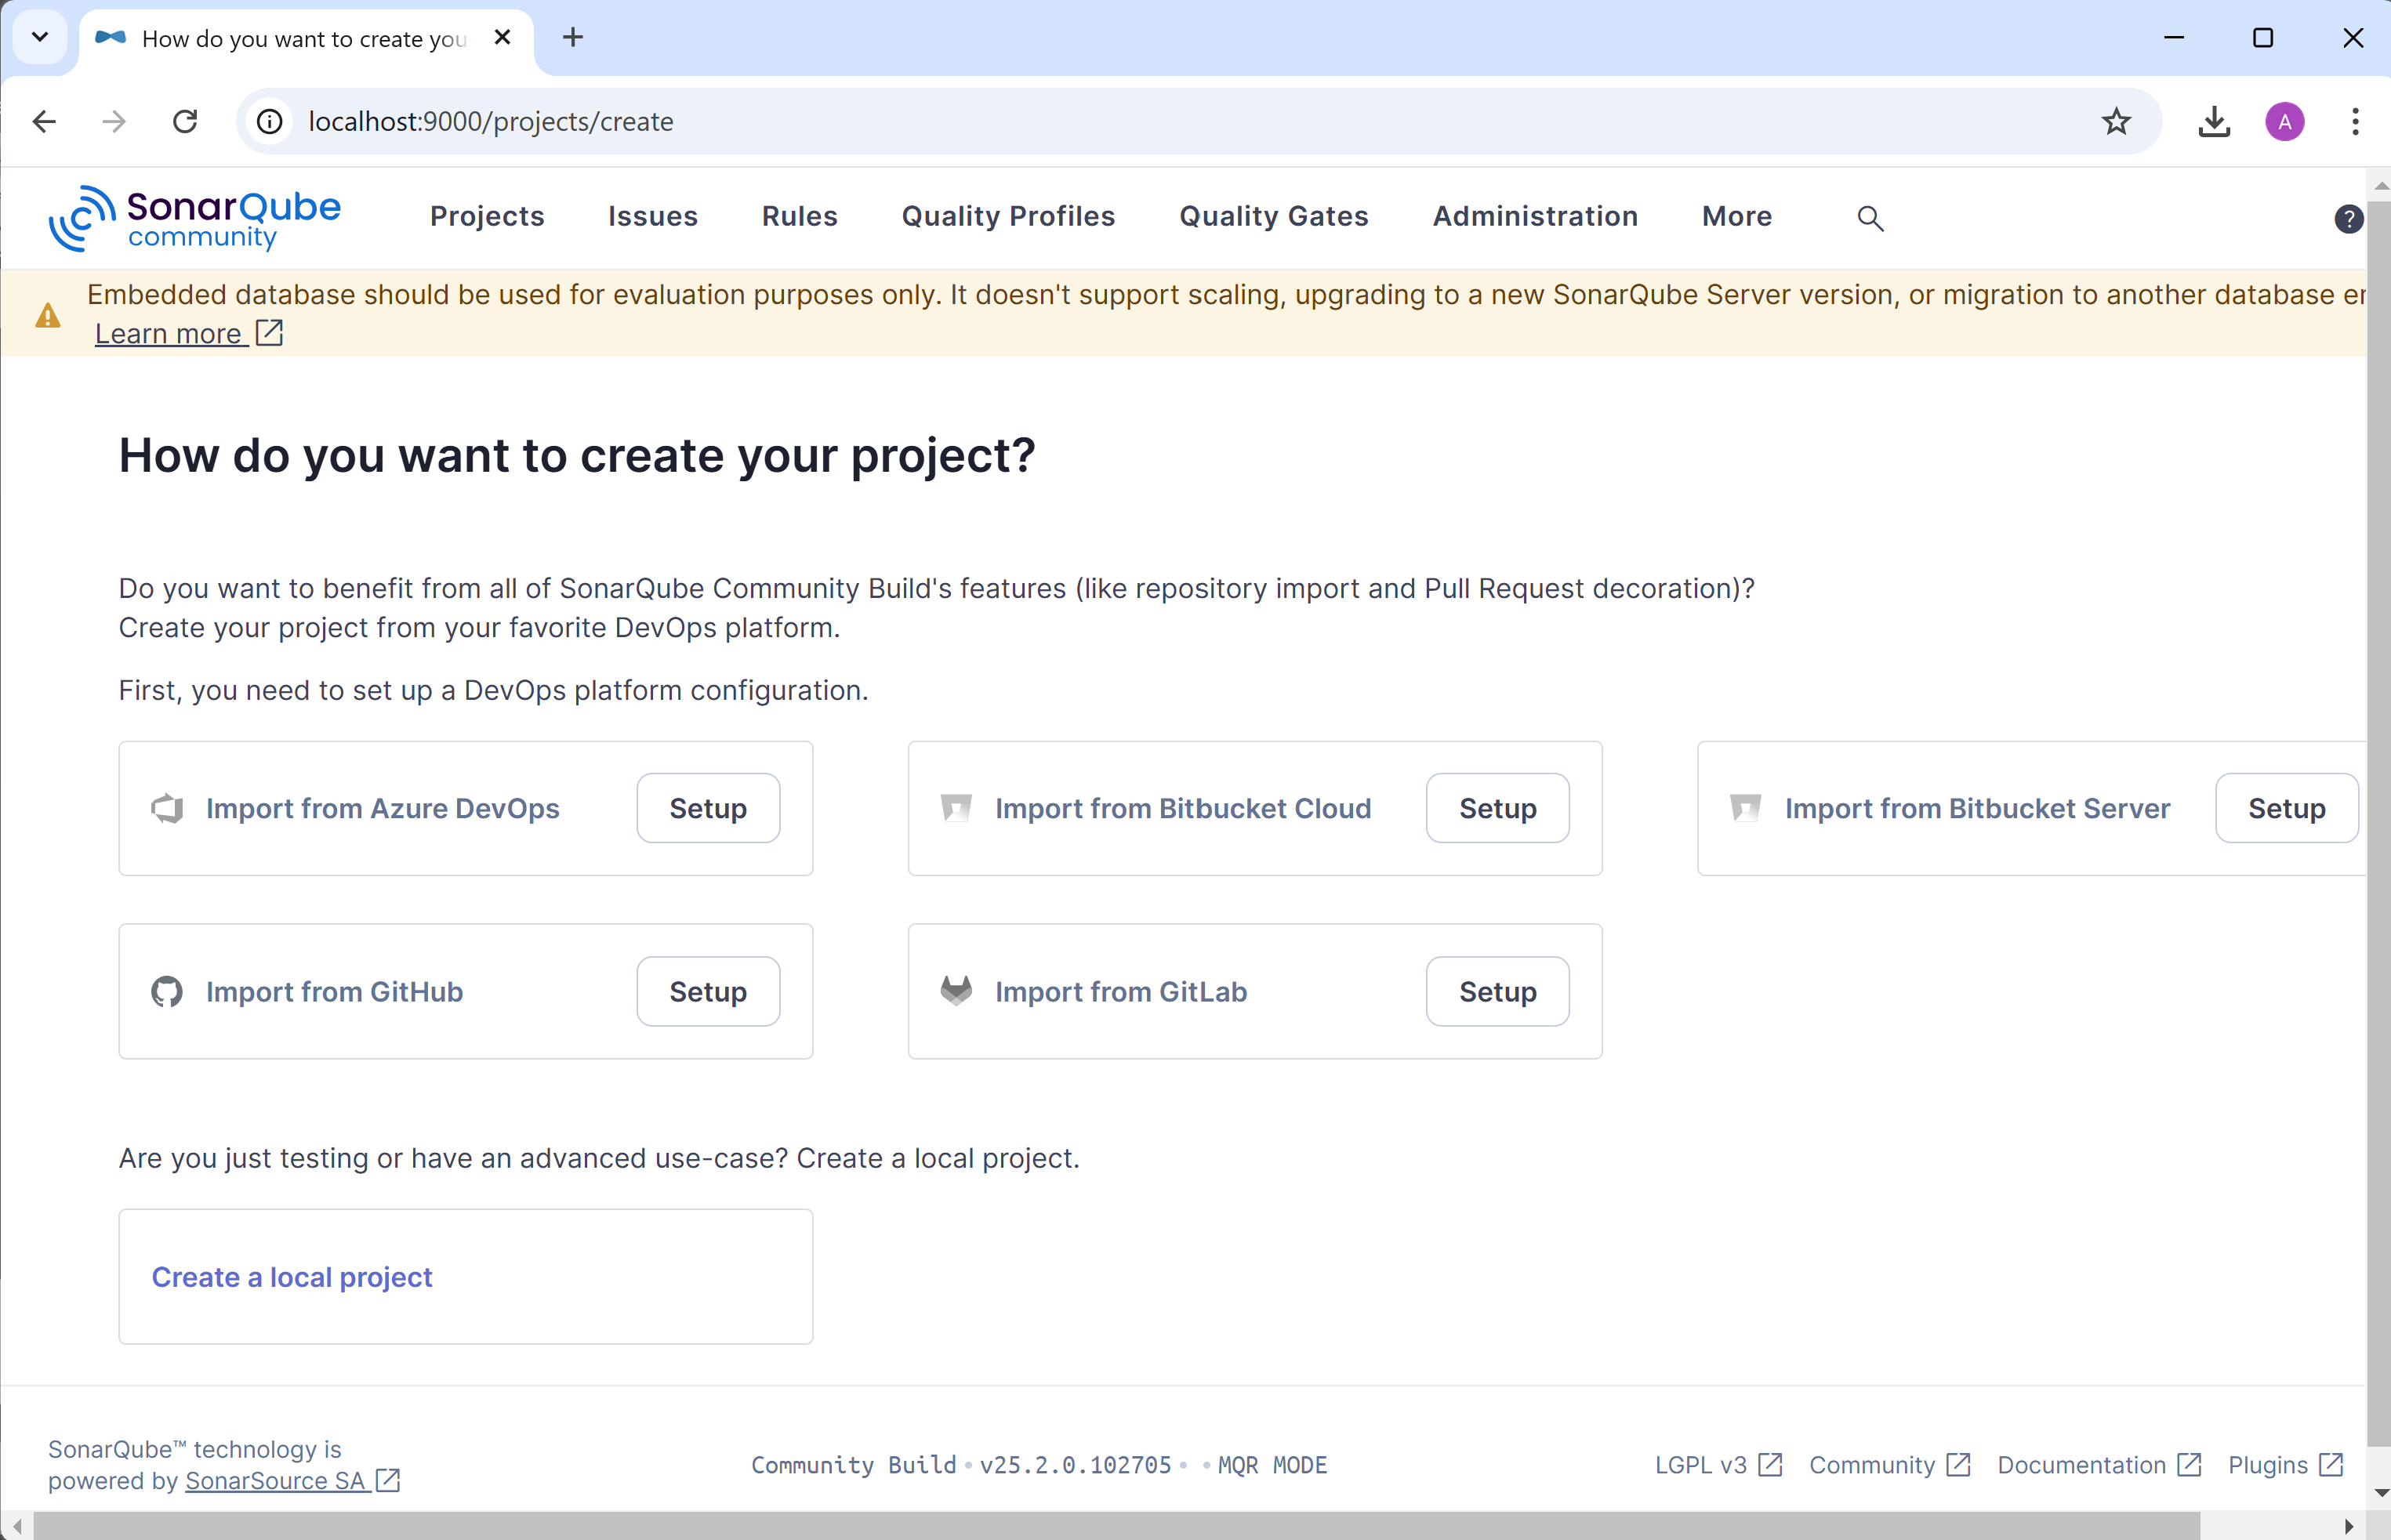 How do you want to create you
localhost:9000/projects/create
A
SonarQube
community
Projects
Issues
Rules
Quality Profiles
Quality Gates
Administration
More
?
Embedded database should be used for evaluation purposes only. It doesn't support scaling, upgrading to a new SonarQube Server version, or migration to another database
Learn more
How do you want to create your project?
Do you want to benefit from all of SonarQube Community Build's features (like repository import and Pull Request decoration)?
Create your project from your favorite DevOps platform.
First, you need to set up a DevOps platform configuration.
Import from Azure DevOps
Setup
Import from Bitbucket Cloud
Setup
Import from Bitbucket Server
Setup
Import from GitHub
Setup
Import from GitLab
Setup
Are you just testing or have an advanced use-case? Create a local project.
Create a local project
SonarQube™ technology is
powered by SonarSource SA
Community Build • v25.2.0.102705 • • MQR MODE
LGPL v3
Community
Documentation
Plugins